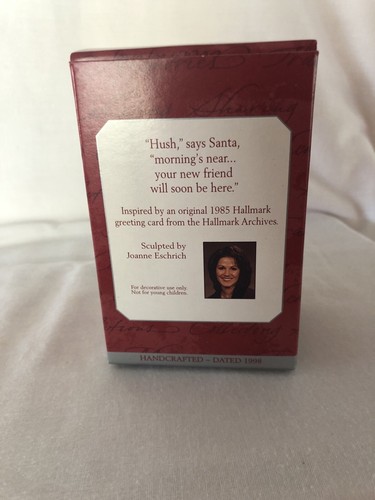 "Hush," says Santa,
"morning's near...
your new friend
will soon be here."
Inspired by an original 1985 Hallmark
greeting card from the Hallmark Archives.
Sculpted by
Joanne Eschrich
For decorative use only.
Not for young children.
HANDCRAFTED – DATED 1998